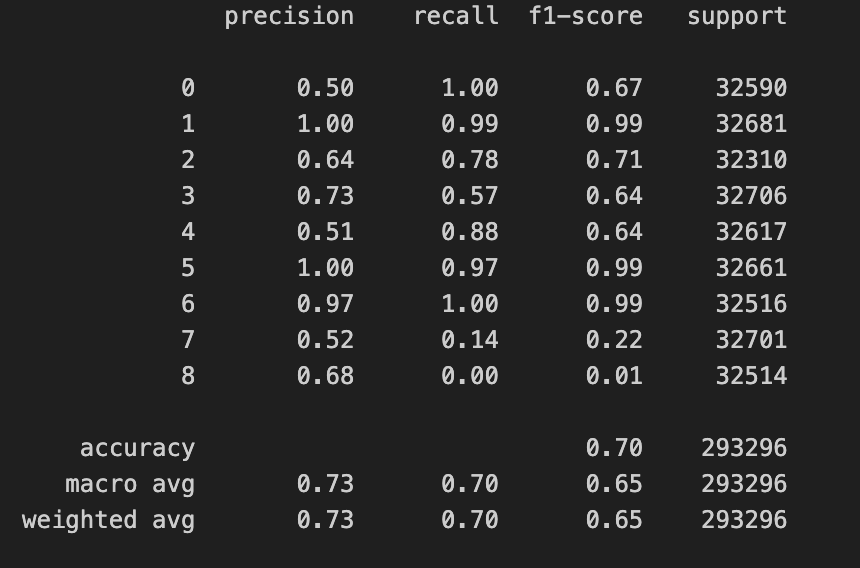 precision recall f1-score support
0 0.50 1.00 0.67 32590
1 1.00 0.99 0.99 32681
2 0.64 0.78 0.71 32310
3 0.73 0.57 0.64 32706
4 0.51 0.88 0.64 32617
5 1.00 0.97 0.99 32661
6 0.97 1.00 0.99 32516
7 0.52 0.14 0.22 32701
8 0.68 0.00 0.01 32514
accuracy 0.70 293296
macro avg 0.73 0.70 0.65 293296
weighted avg 0.73 0.70 0.65 293296